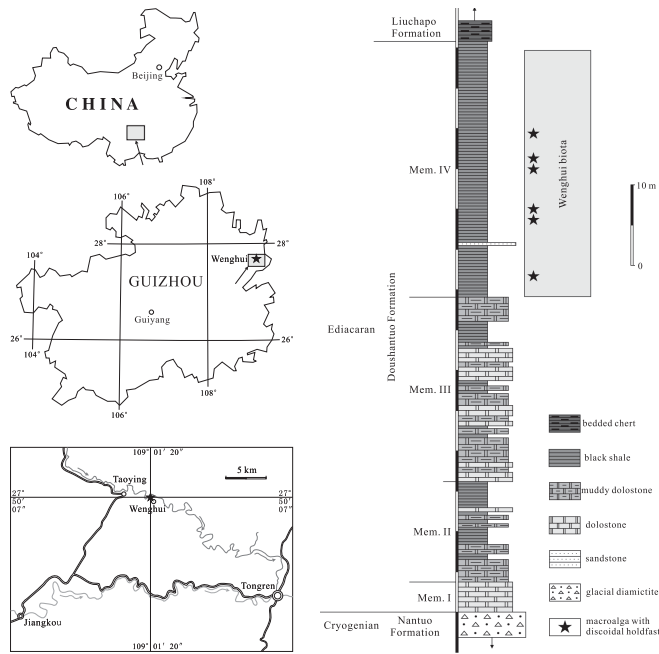 Beijing
CHINA
106°
108°
28°
28°
Wenghui
104°
GUIZHOU
Guiyang
26°
26°
104°
108°
106°
109° 01' 20"
5 km
Taoying
27°
50'
07"
27°
50'
07"
Wenghui
Tongren
Jiangkou
109° 01' 20"
Liuchapo
Formation
Mem. IV
Wenghui biota
10 m
0
Ediacaran
Doushantuo Formation
Mem. III
Mem. II
Mem. I
Cryogenian
Nantuo
Formation
bedded chert
black shale
muddy dolostone
dolostone
sandstone
glacial diamictite
macroalga with
discoidal holdfast